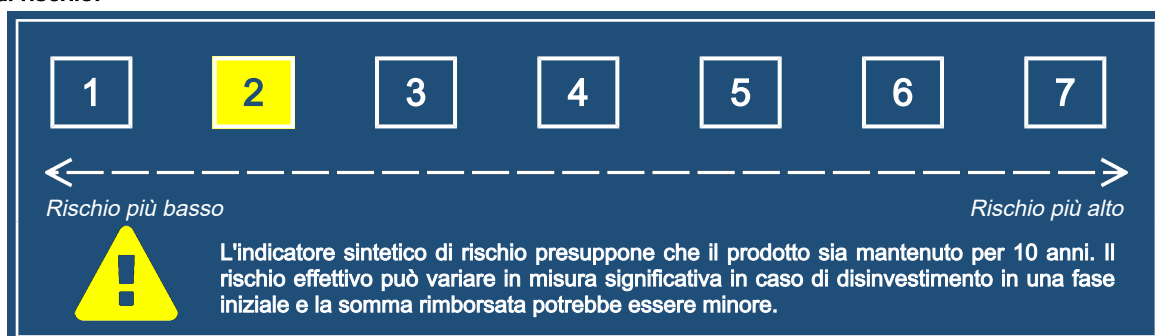 di rischio:
1 2 3 4 5 6 7
Rischio più basso Rischio più alto
L'indicatore sintetico di rischio presuppone che il prodotto sia mantenuto per 10 anni. Il
rischio effettivo può variare in misura significativa in caso di disinvestimento in una fase
iniziale e la somma rimborsata potrebbe essere minore.